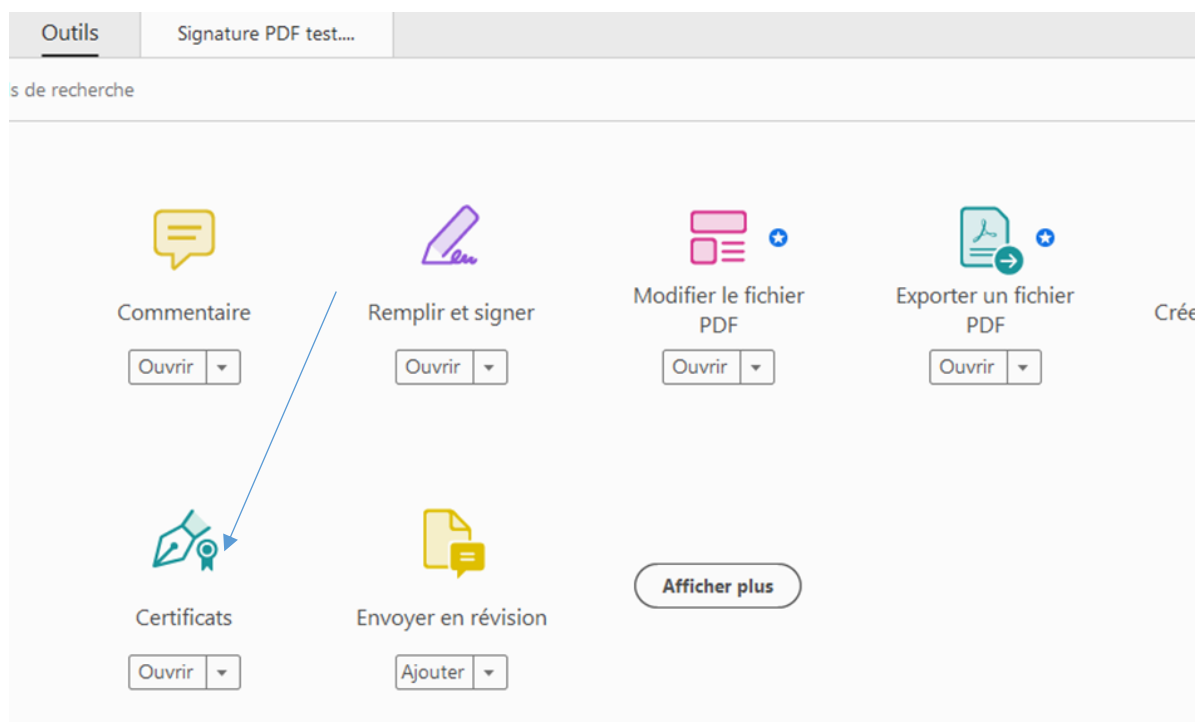 Outils
Signature PDF test....
s de recherche
Commentaire
Ouvrir
Remplir et signer
Ouvrir
Modifier le fichier
PDF
Ouvrir
Exporter un fichier
PDF
Ouvrir
Crée
Certificats
Ouvrir
Envoyer en révision
Ajouter
Afficher plus